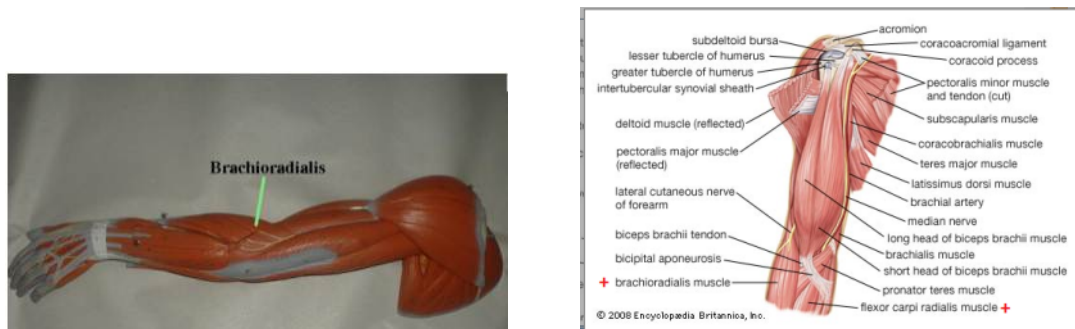 Brachioradialis
acromion
subdeltoid bursa
coracoacromial ligament
lesser tubercle of humerus
coracoid process
greater tubercle of humerus
intertubercular synovial sheath
pectoralis minor muscle
and tendon (cut)
subscapularis muscle
deltoid muscle (reflected)
coracobrachialis muscle
pectoralis major muscle
(reflected)
teres major muscle
latissimus dorsi muscle
lateral cutaneous nerve
of forearm
brachial artery
median nerve
biceps brachii tendon
long head of biceps brachii muscle
brachialis muscle
bicipital aponeurosis
short head of biceps brachii muscle
+ brachioradialis muscle
pronator teres muscle
flexor carpi radialis muscle +
© 2008 Encyclopædia Britannica, Inc.